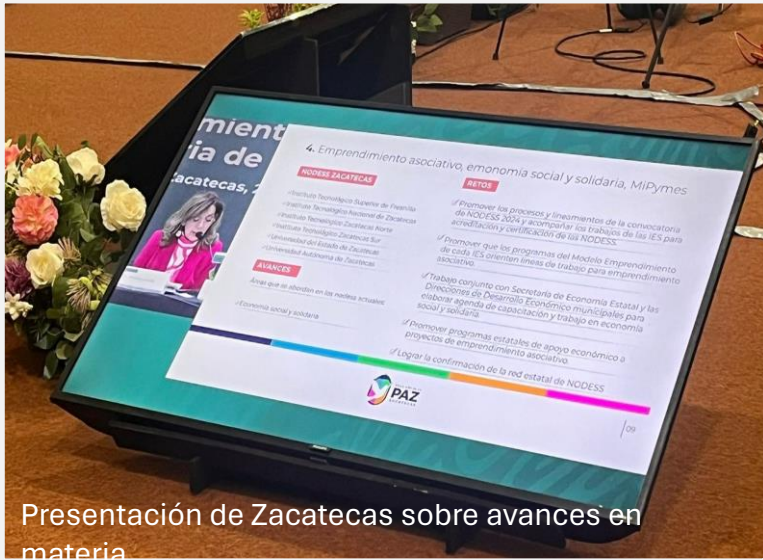 mient
ia de
acatecas, 2
4. Emprendimiento asociativo, emonomía social y solidaria, MiPymes
NODESS ZACATECAS
Instituto Tecnológico Superior de Fresnillo
Instituto Tecnológico Nacional de Zacatecas
Instituto Tecnológico Zacatecas Norte
Instituto Tecnológico Zacatecas Sur
Universidad del Estado de Zacatecas
Universidad Autónoma de Zacatecas
AVANCES
Áreas que se abordan en los nodess actuales
Economía social y solidaria
RETOS
Promover los procesos y lineamientos de la convocatoria
de NODESS 2024 y acompañar los trabajos de las IES para
acreditación y certificación de los NODESS.
Promover que los programas del Modelo Emprendimiento
de cada IES orienten líneas de trabajo para emprendimiento
asociativo.
Trabajo conjunto con Secretaría de Economía Estatal y las
Direcciones de Desarrollo Económico municipales para
elaborar agenda de capacitación y trabajo en economía
social y solidaria.
Promover programas estatales de apoyo económico a
proyectos de emprendimiento asociativo.
Lograr la confirmación de la red estatal de NODESS
PAZ
09
Presentación de Zacatecas sobre avances en
materia